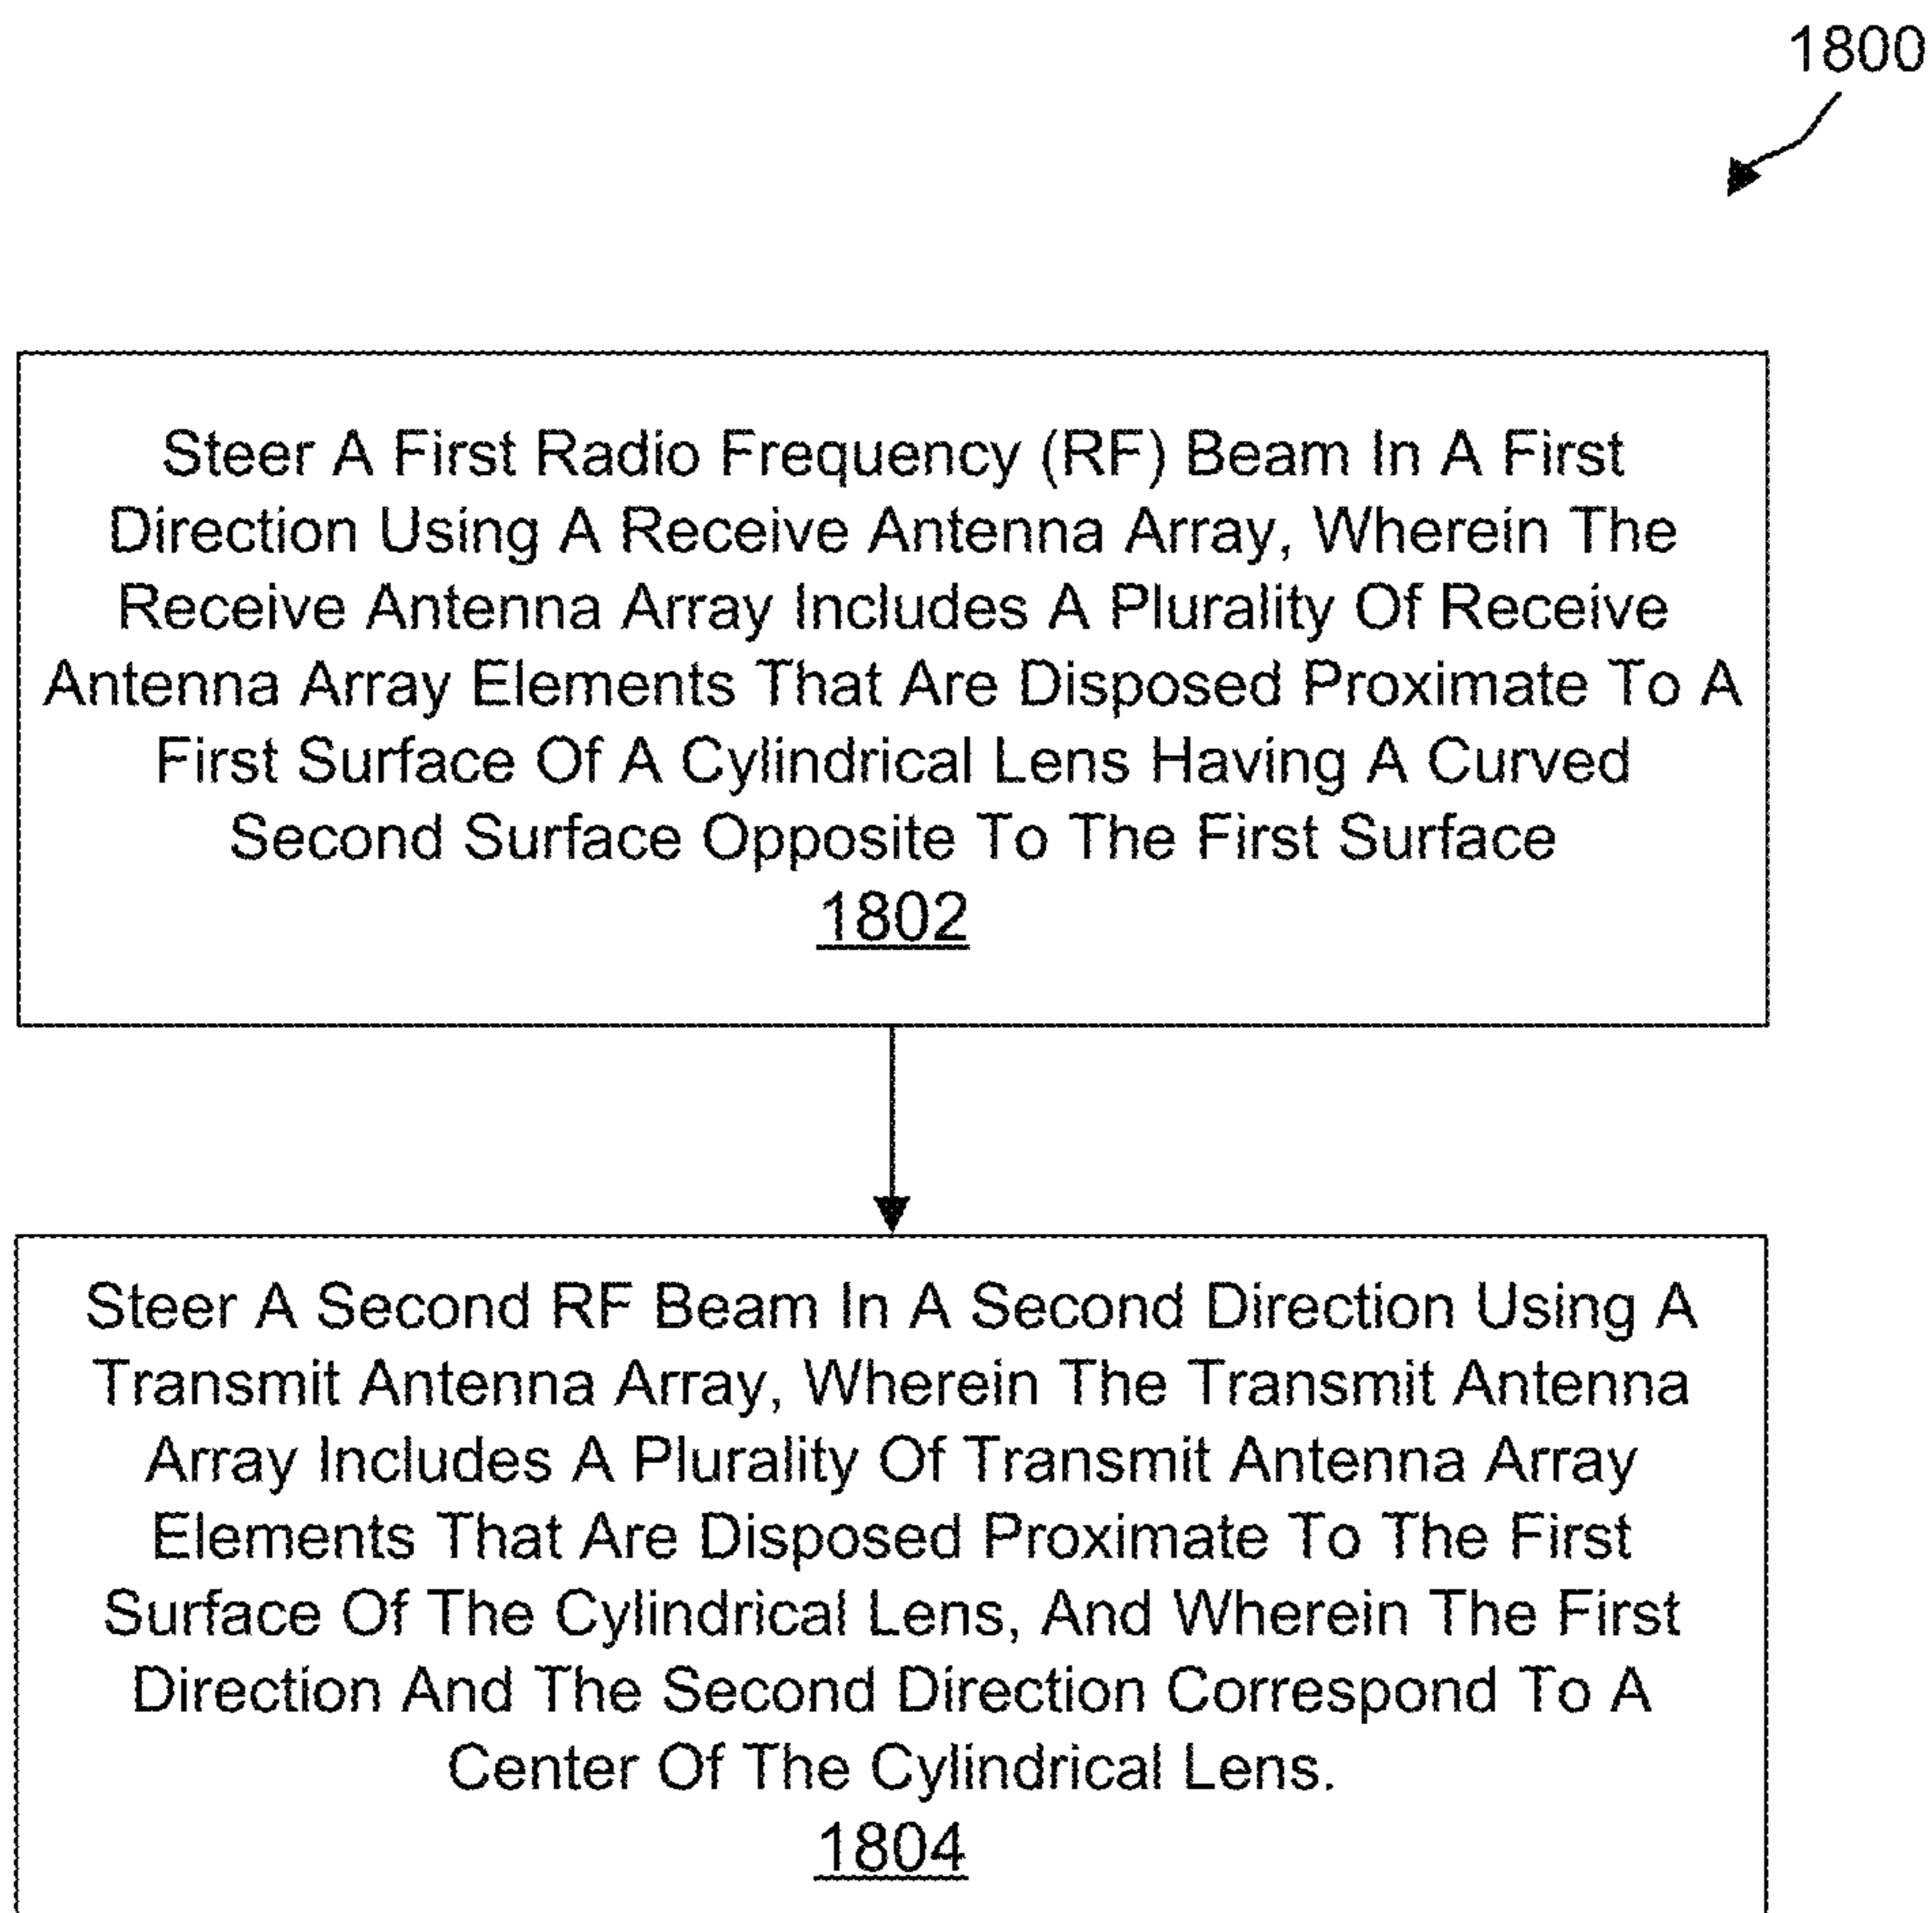 1800
Steer A First Radio Frequency (RF) Beam In A First
Direction Using A Receive Antenna Array, Wherein The
Receive Antenna Array Includes A Plurality Of Receive
Antenna Array Elements That Are Disposed Proximate To A
First Surface Of A Cylindrical Lens Having A Curved
Second Surface Opposite To The First Surface
1802
Steer A Second RF Beam In A Second Direction Using A
Transmit Antenna Array, Wherein The Transmit Antenna
Array Includes A Plurality Of Transmit Antenna Array
Elements That Are Disposed Proximate To The First
Surface Of The Cylindrical Lens, And Wherein The First
Direction And The Second Direction Correspond To A
Center Of The Cylindrical Lens.
1804